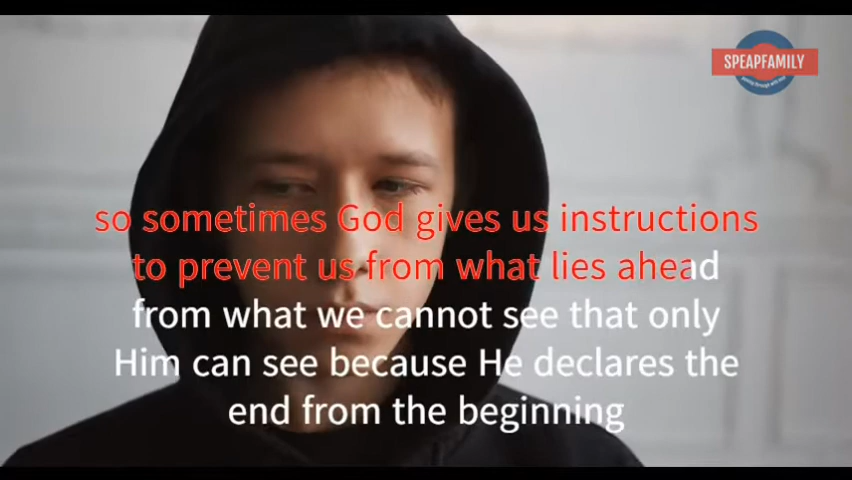 SPEAPFAMILY
so sometimes God gives us instructions
to prevent us from what lies ahead
from what we cannot see that only
Him can see because He declares the
end from the beginning